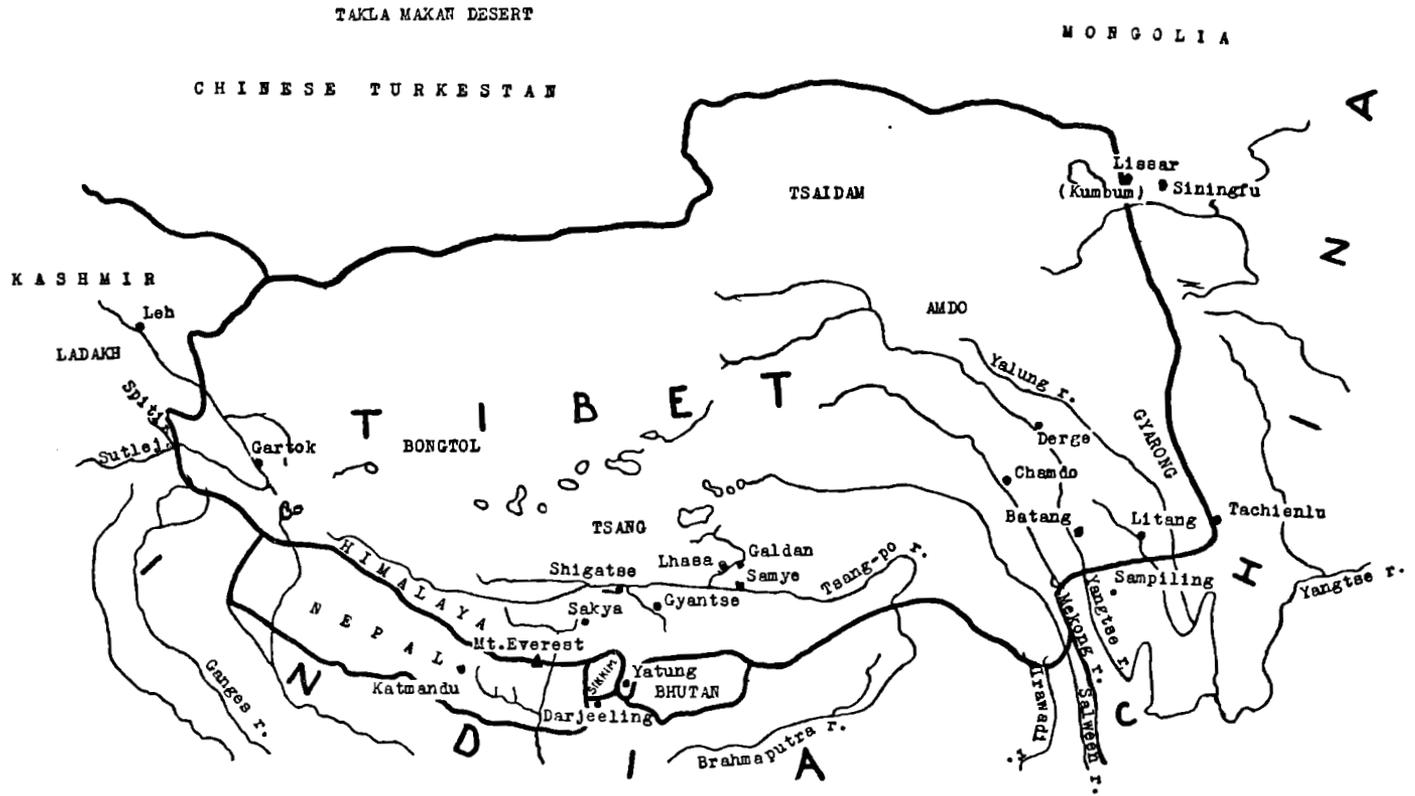 TAKLA MAKAN DESERT
MONGOLIA
CHINESE TURKESTAN
Lissar
(Kumbum)
Siningfu
TSAIDAM
KASHMIR
Leh
LADAKH
AMDO
Spiti
Yalung r.
TIBET
Sutlej
Gartok
BONGTOL
Derge
GYARONG
Chamdo
Batang
Litang
Tachienlu
TSANG
HIMALAYA
Lhasa
Galdan
Shigatse
Samye
Tsang-po r.
Sampiling
Yangtse r.
Sakya
Gyantse
Mekong r.
Yangtse r.
NEPAL
Mt.Everest
SIKKIM
Yatung
BHUTAN
Katmandu
Ganges r.
Darjeeling
Brahmaputra r.
Irawadi r.
Salween r.
INDIA
CHINA